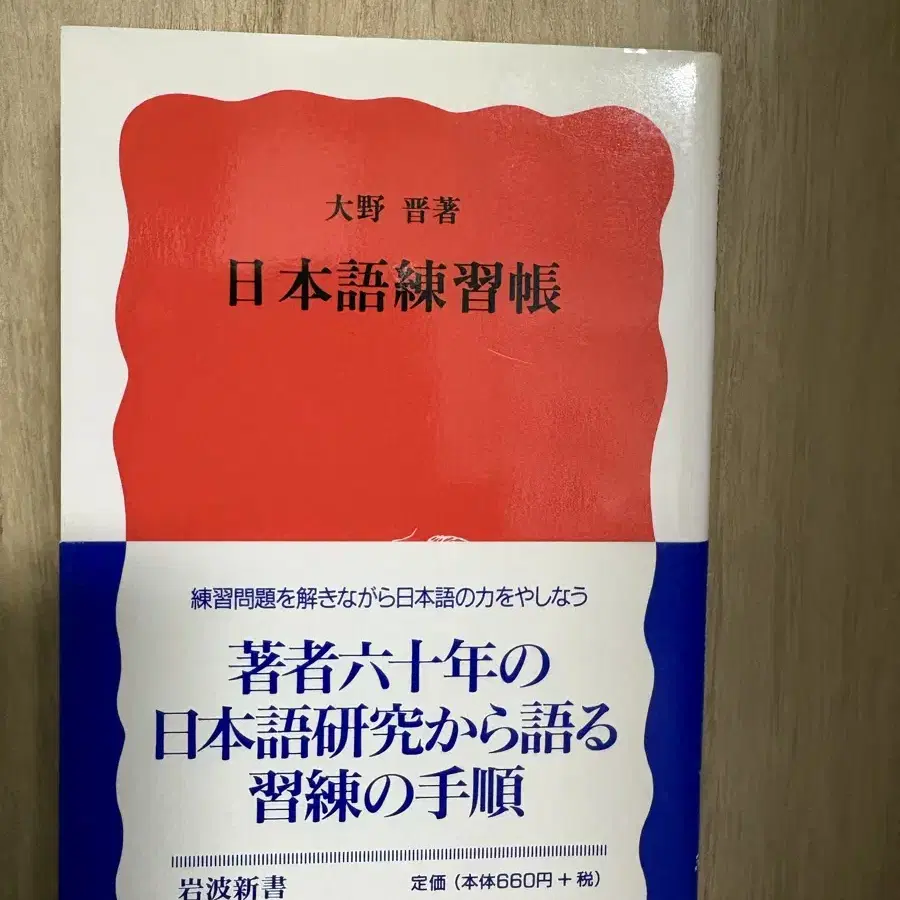 大野 晋著
日本語練習帳
練習問題を解きながら日本語の力をやしなう
著者六十年の
日本語研究から語る
習練の手順
岩波新書
定価(本体660円+税)